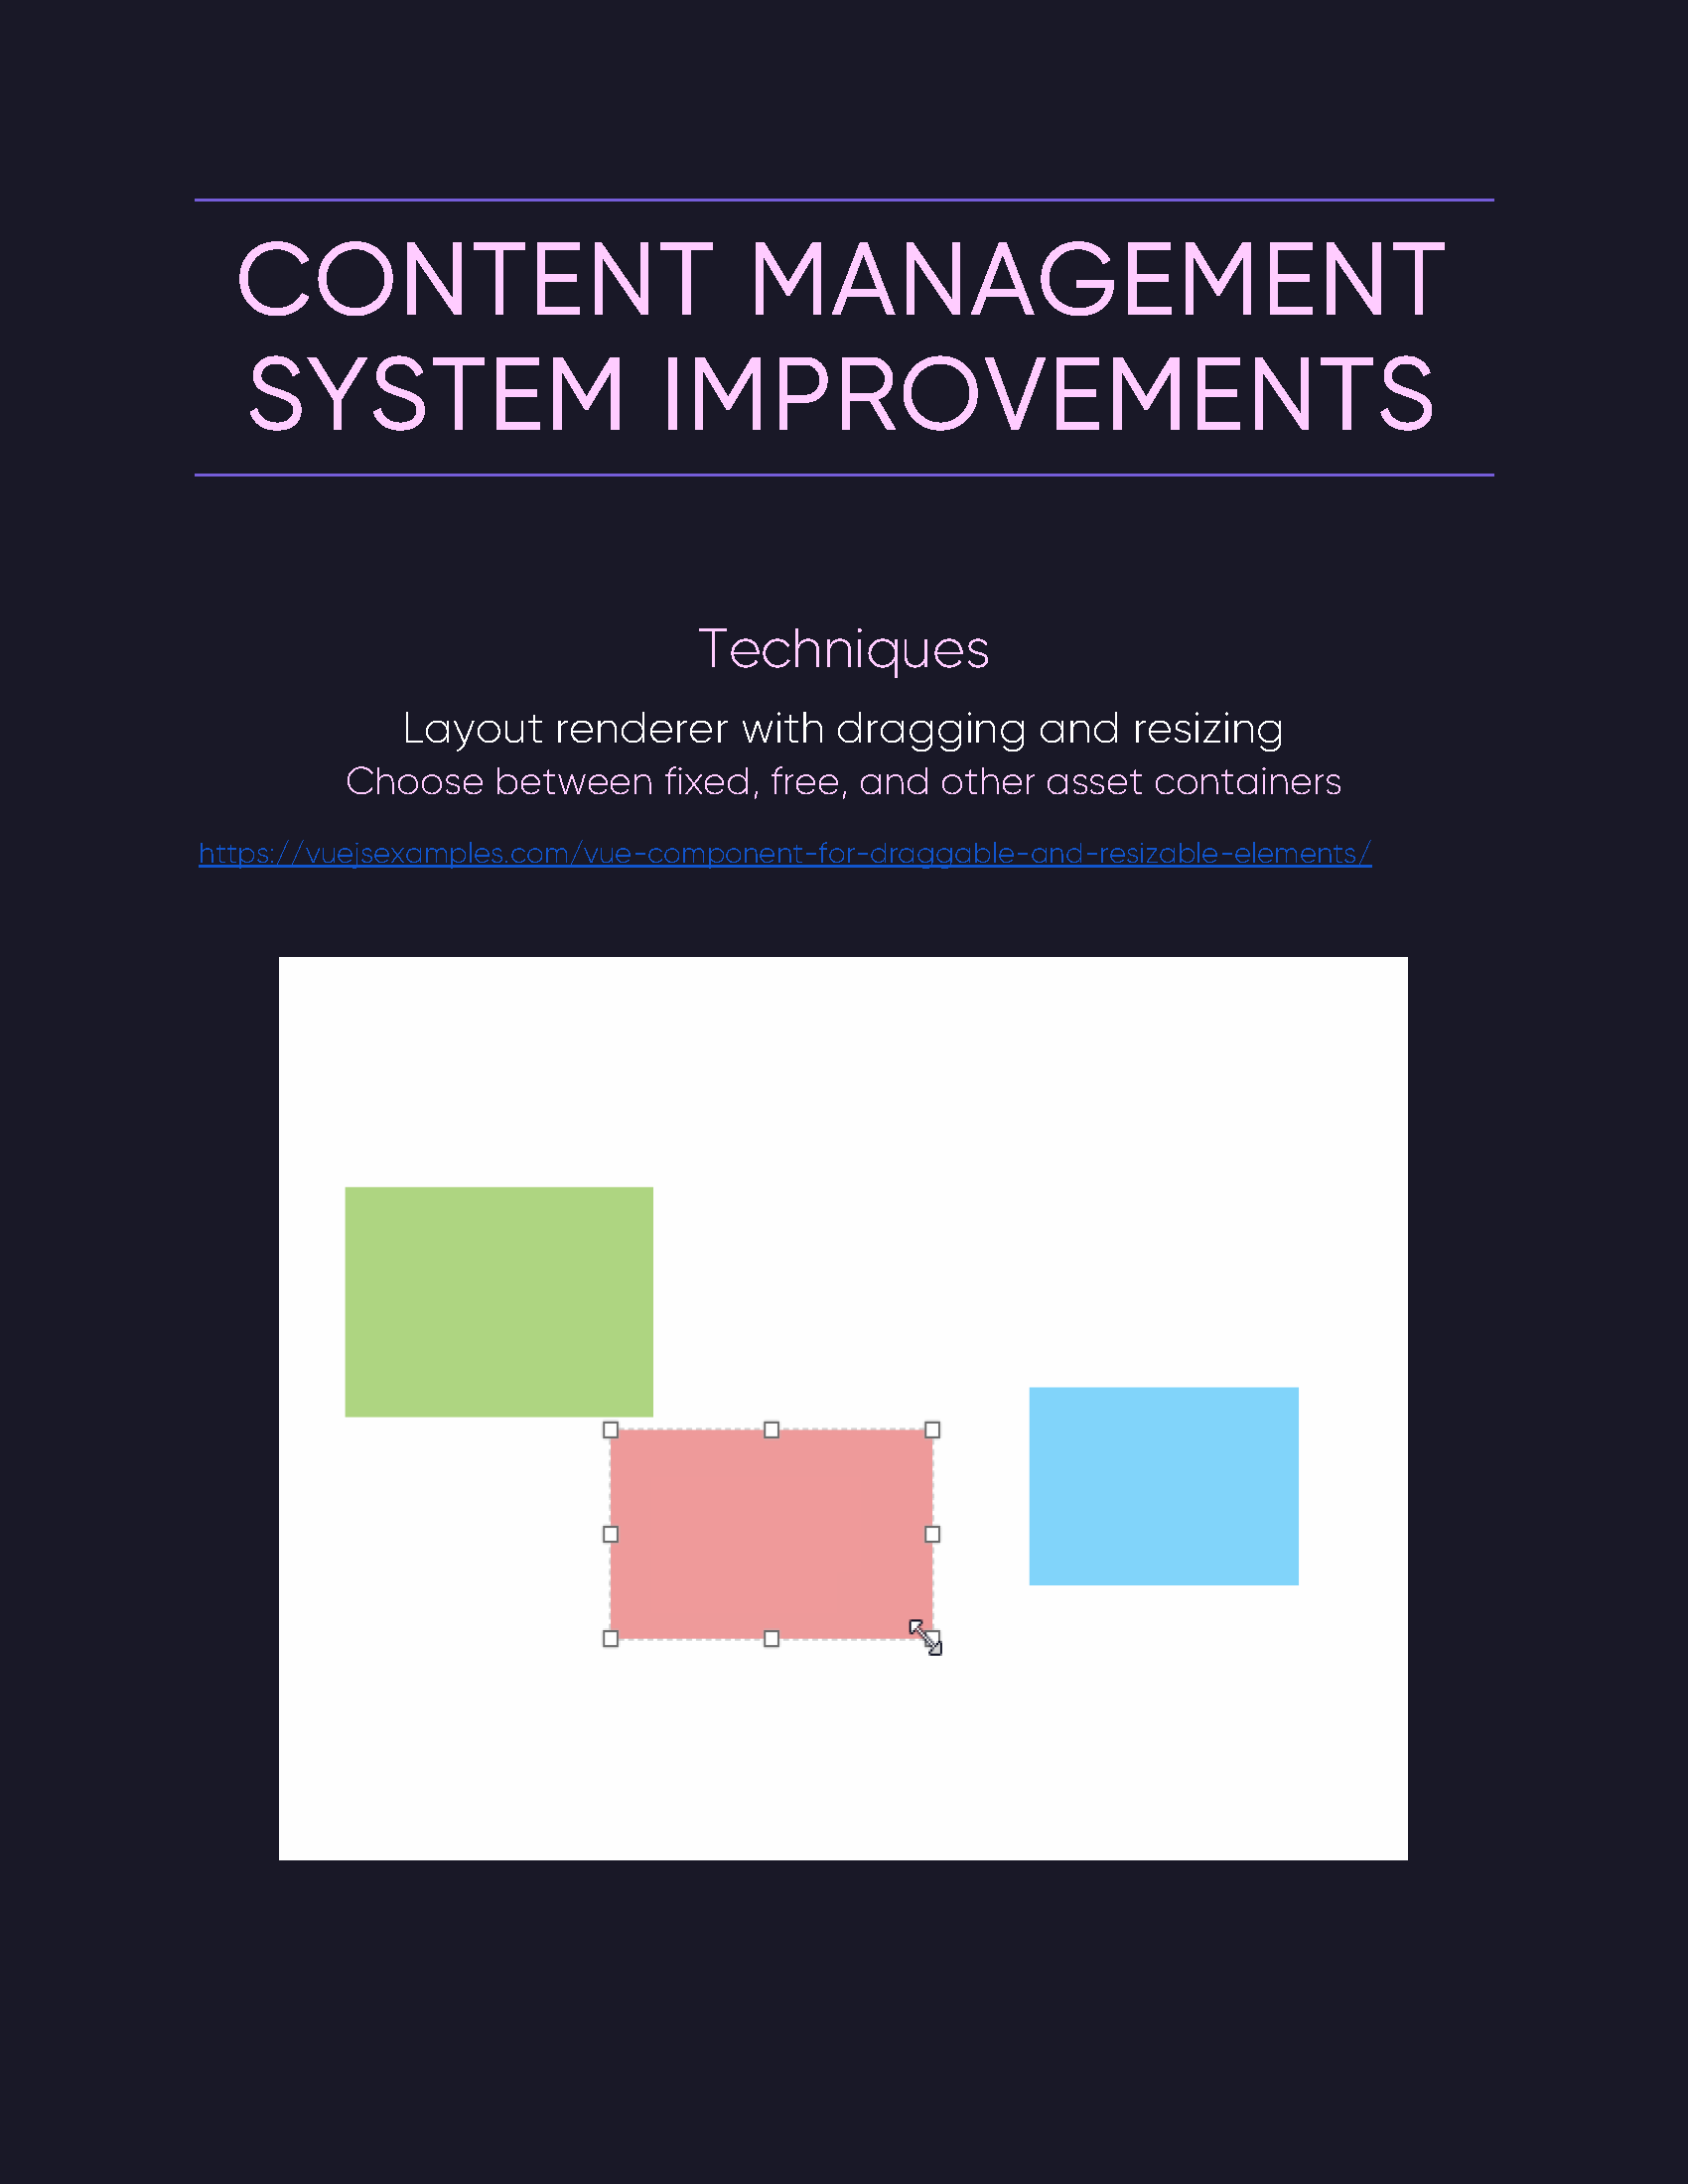 CONTENT MANAGEMENT
SYSTEM IMPROVEMENTS
Techniques
Layout renderer with dragging and resizing
Choose between fixed, free, and other asset containers
https://vuejsexamples.com/vue-component-for-draggable-and-resizable-elements/